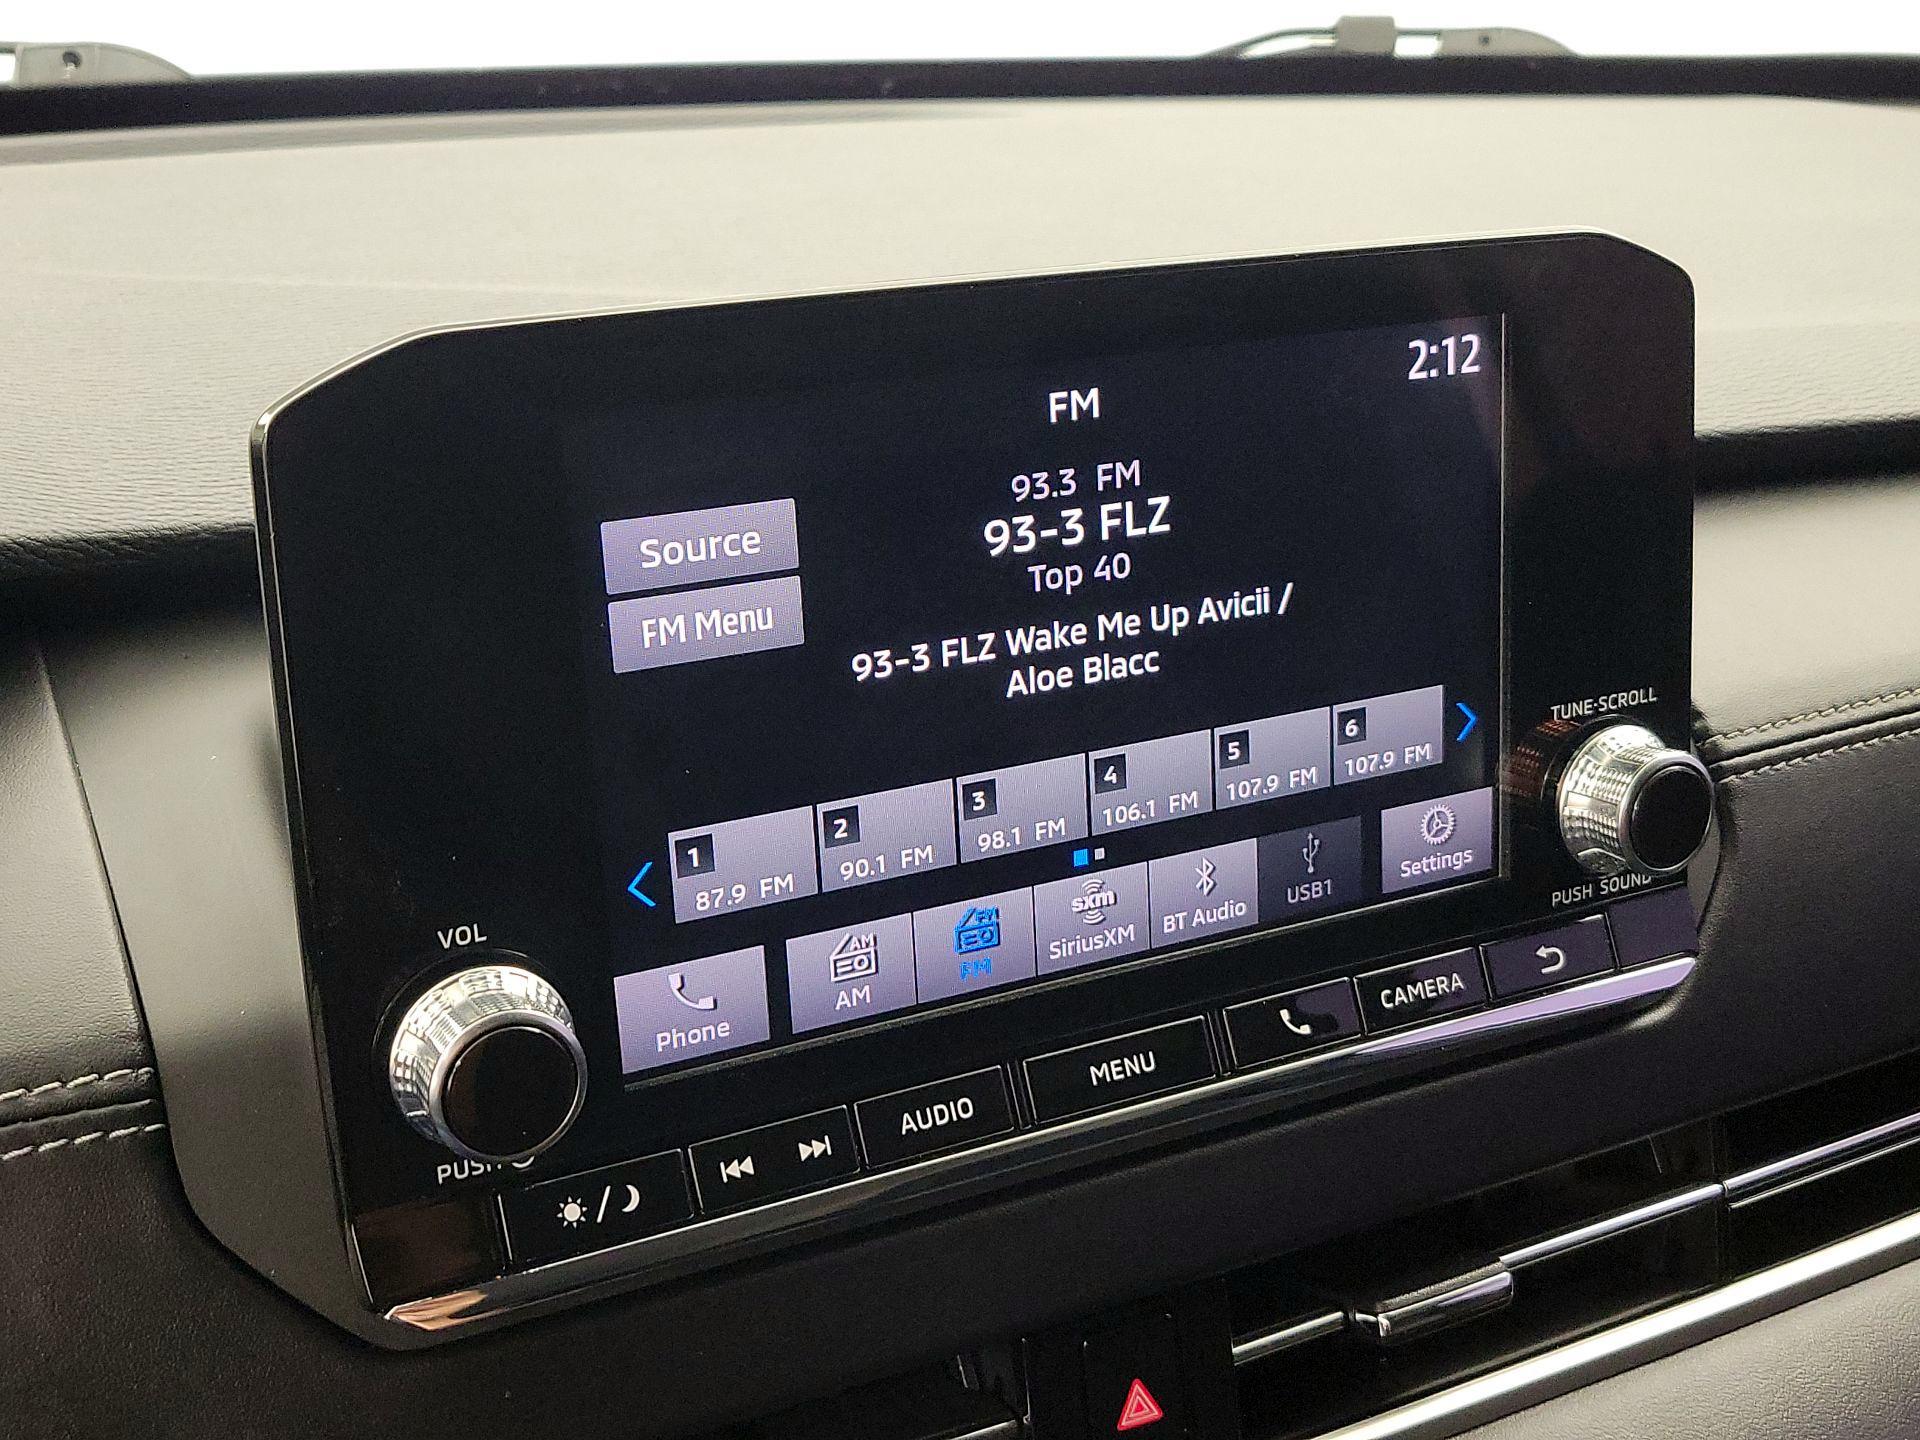 2:12
FM
93.3 FM
93-3 FLZ
Top 40
93-3 FLZ Wake Me Up Avicii /
Aloe Blacc
Source
FM Menu
1
87.9 FM
2
90.1 FM
3
98.1 FM
4
106.1 FM
5
107.9 FM
6
107.9 FM
Phone
AM
AM
FM
FM
sxm
SiriusXM
BT Audio
USB1
Settings
VOL
PUSH
TUNE·SCROLL
PUSH SOUND
AUDIO
MENU
CAMERA